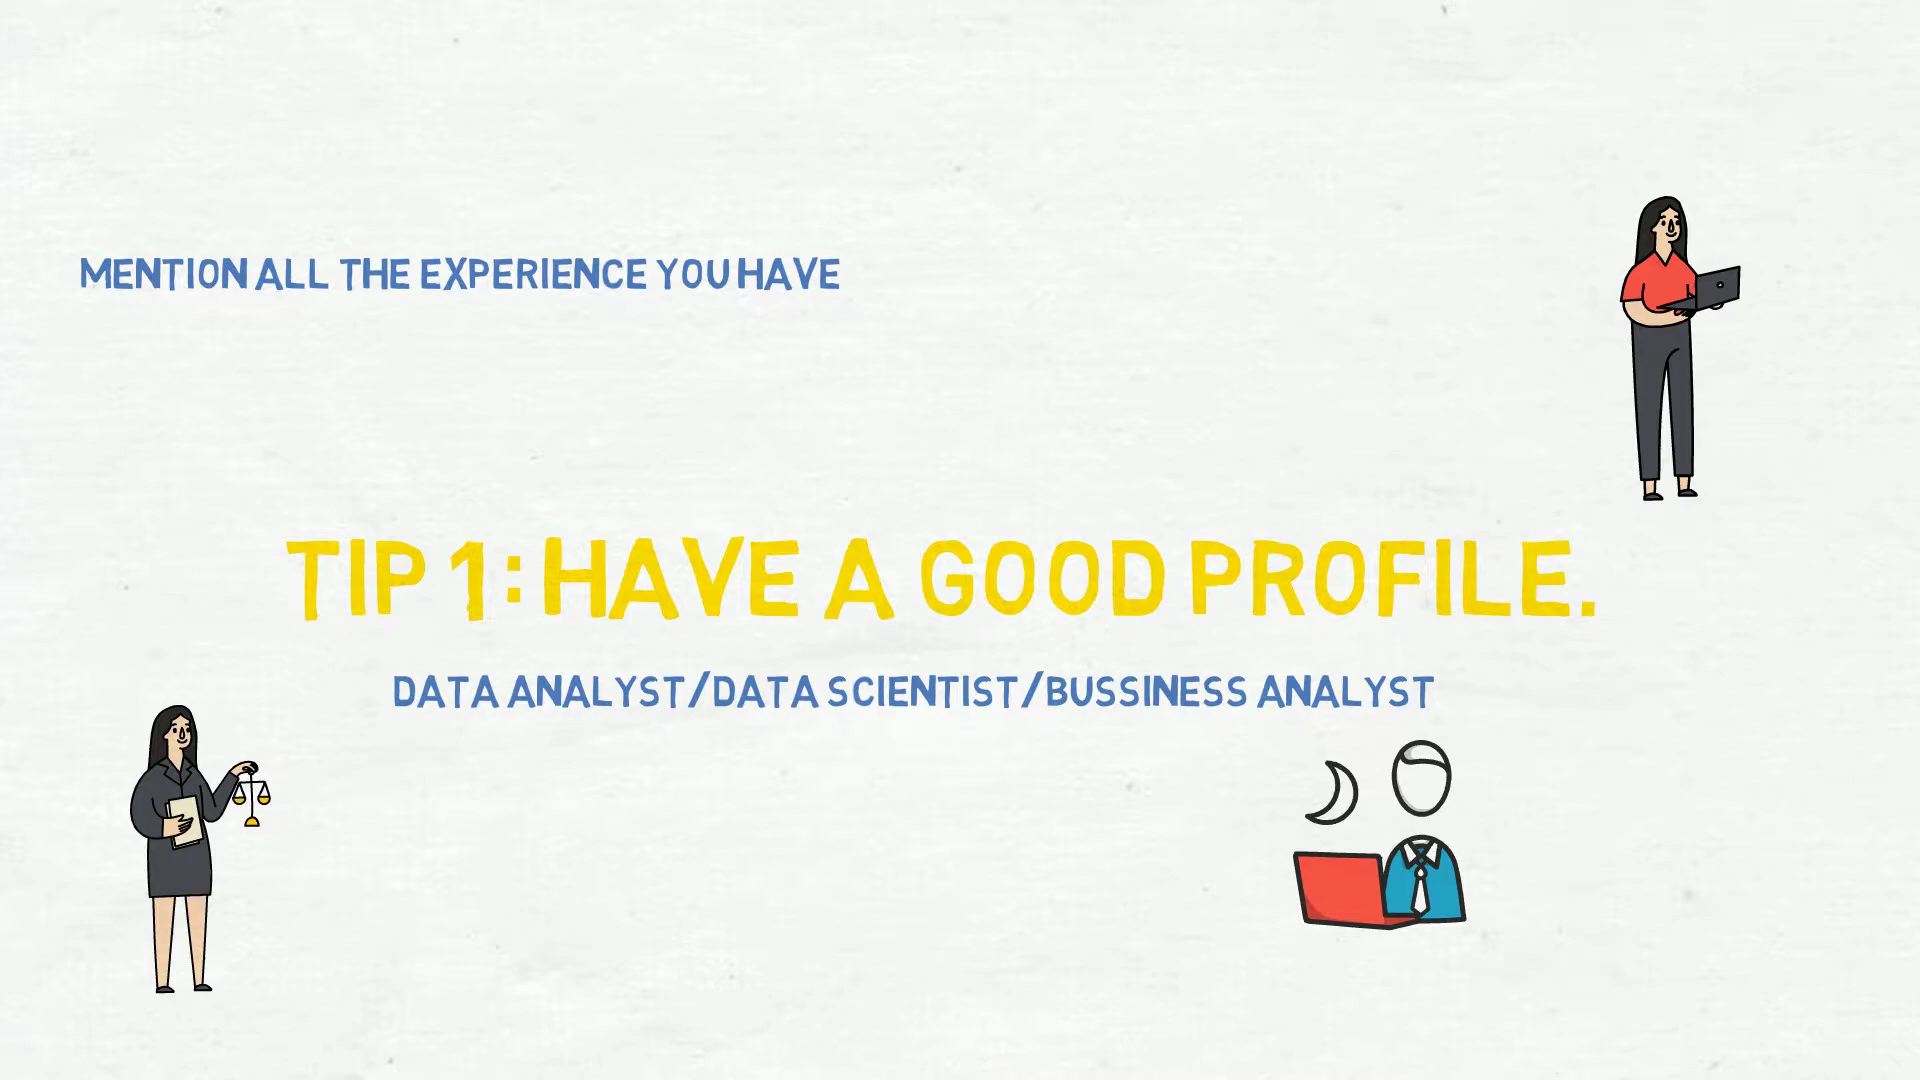 MENTION ALL THE EXPERIENCE YOU HAVE
TIP 1: HAVE A GOOD PROFILE.
DATA ANALYST/DATA SCIENTIST/BUSSINESS ANALYST